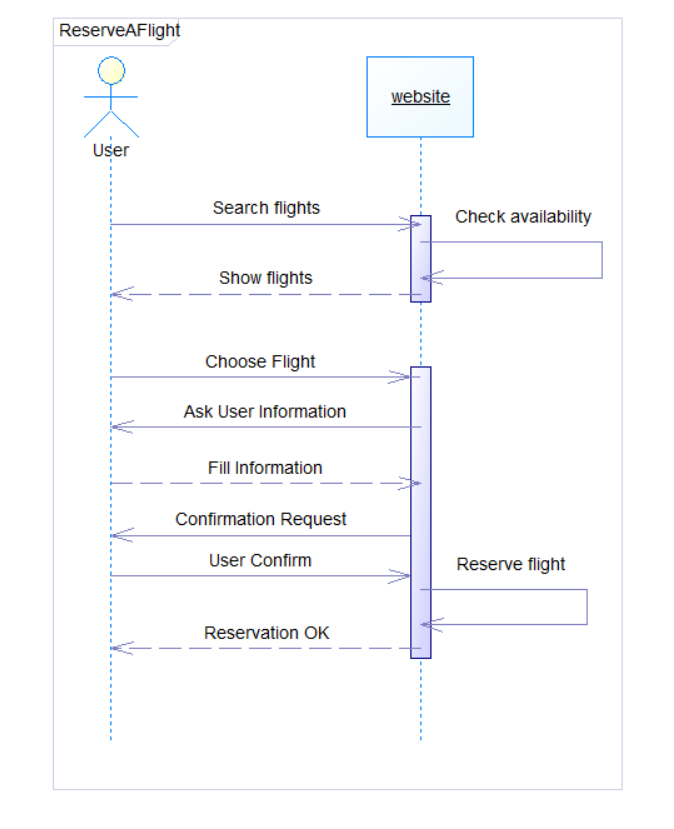 ReserveAFlight
website
User
Search flights
Check availability
Show flights
Choose Flight
Ask User Information
Fill Information
Confirmation Request
User Confirm
Reserve flight
Reservation OK